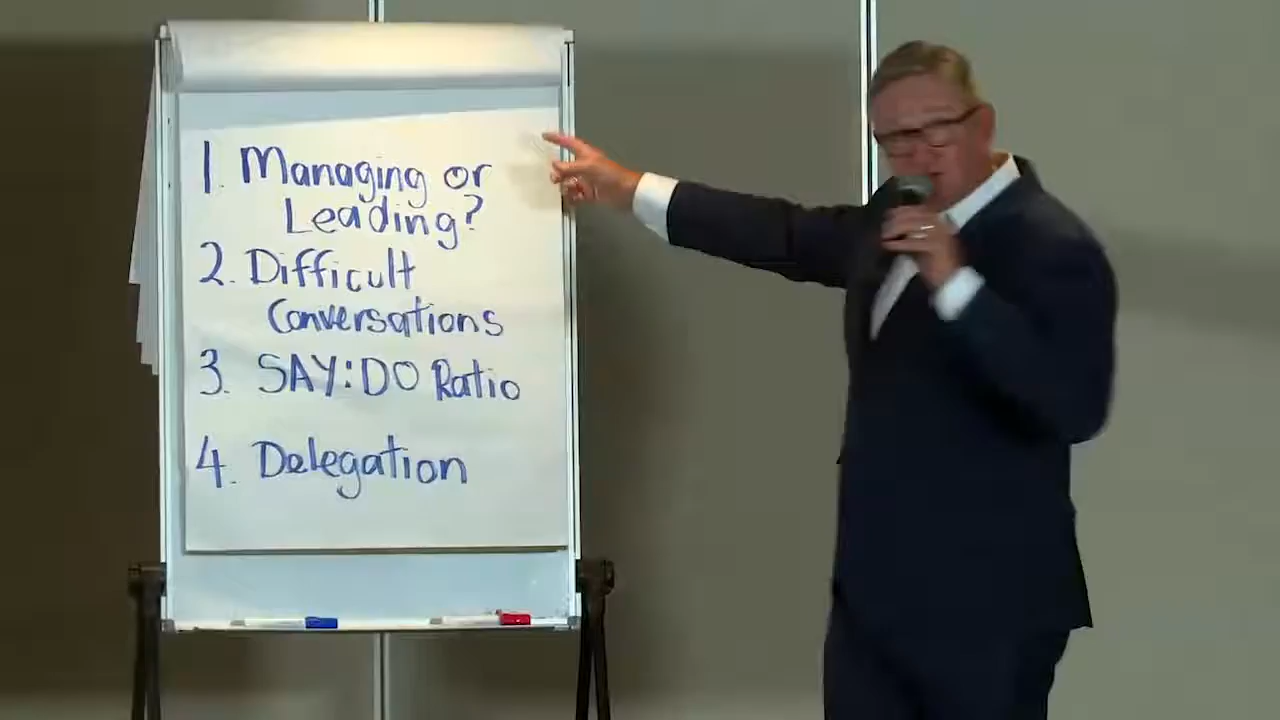 1. Managing or
Leading?
2. Difficult
Conversations
3. SAY:DO Ratio
4. Delegation